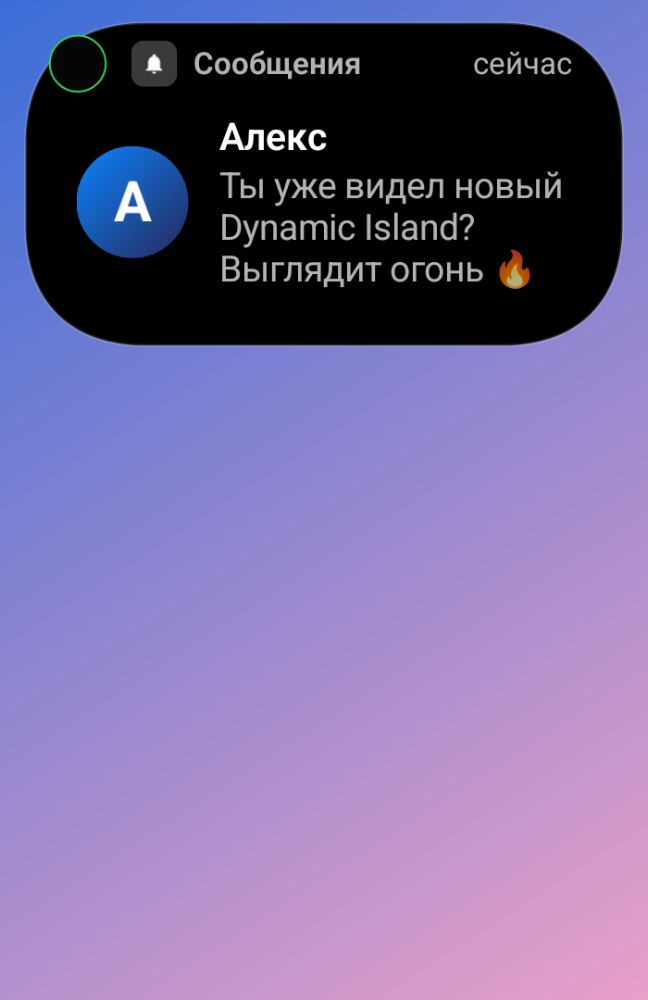 Сообщения сейчас
Алекс
А
Ты уже видел новый
Dynamic Island?
Выглядит огонь 🔥